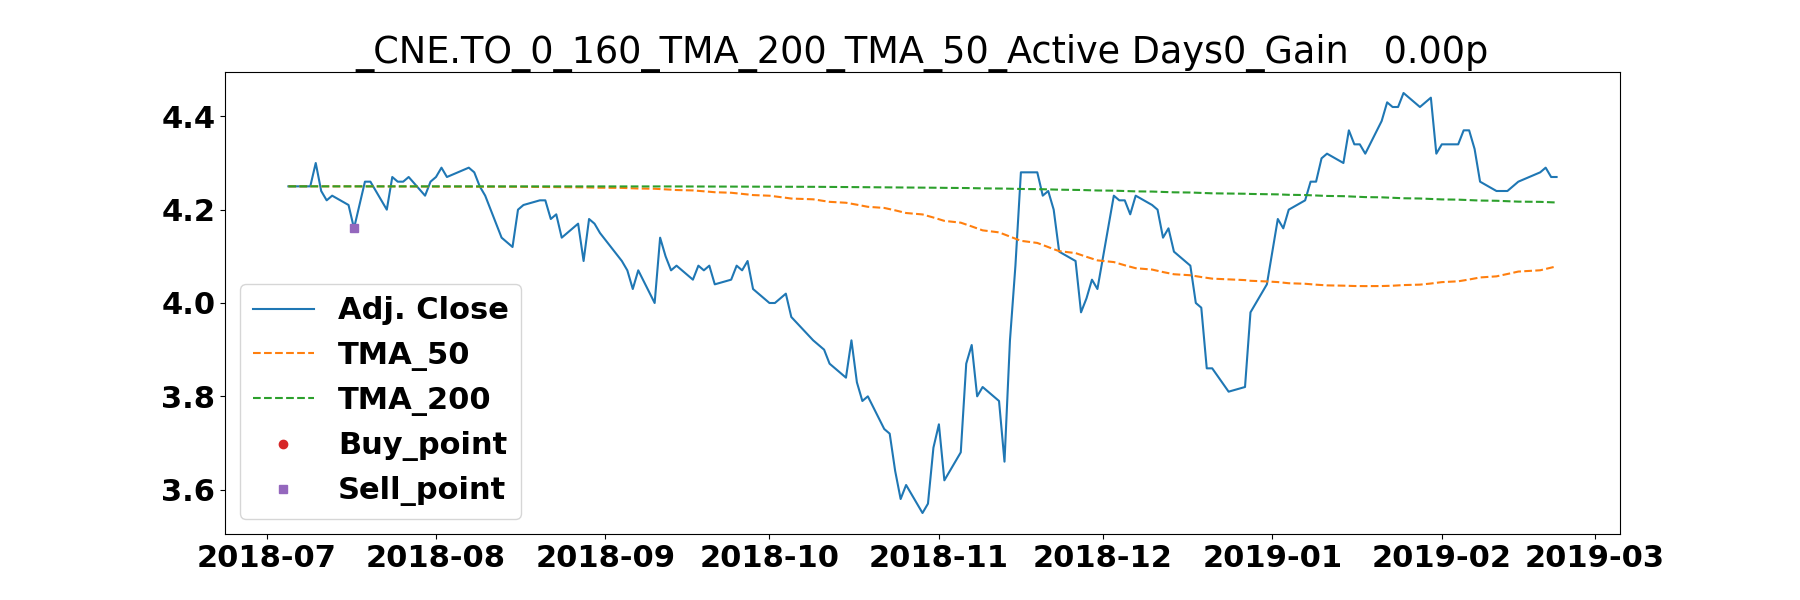 _CNE.TO_0_160_TMA_200_TMA_50_Active Days0_Gain   0.00p
4.4
4.2
4.0
3.8
3.6
Adj. Close
TMA_50
TMA_200
Buy_point
Sell_point
2018-07 2018-08 2018-09 2018-10 2018-11 2018-12 2019-01 2019-02 2019-03